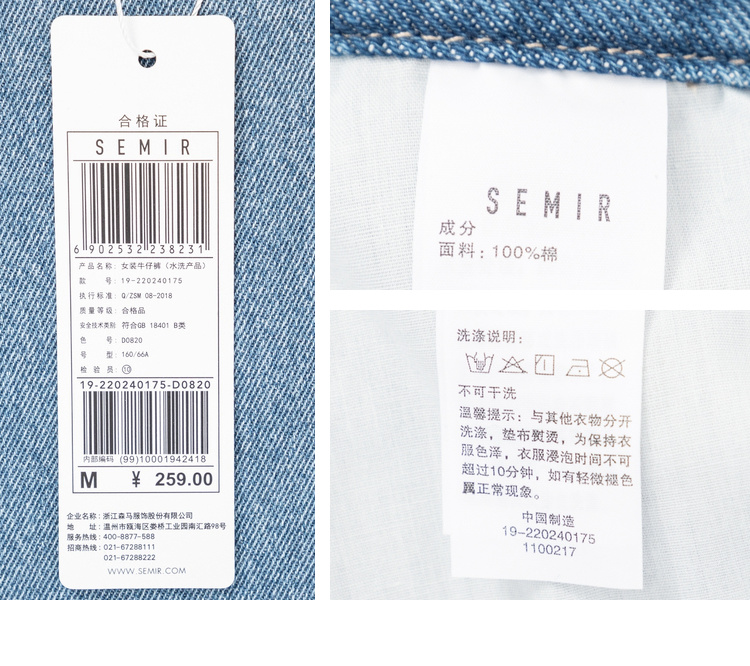 合格证
SEMIR
6 902532 238231
产品名称: 女装牛仔裤（水洗产品）
款 号: 19-220240175
执行标准: Q/ZSM 08-2018
质量等级: 合格品
安全技术类别: 符合GB 18401 B类
色 号: D0820
号 型: 160/66A
检 验 员: ⑩
19-220240175-D0820
内部编码 (99)10001942418
M ¥ 259.00
企业名称: 浙江森马服饰股份有限公司
地 址: 温州市瓯海区娄桥工业园南汇路98号
服务热线: 400-8877-588
招商热线: 021-67288111
021-67288222
WWW.SEMIR.COM
SEMIR
成分
面料: 100%棉
洗涤说明:
不可干洗
温馨提示: 与其他衣物分开
洗涤, 垫布熨烫, 为保持衣
服色泽, 衣服浸泡时间不可
超过10分钟, 如有轻微褪色
属正常现象。
中国制造
19-220240175
1100217